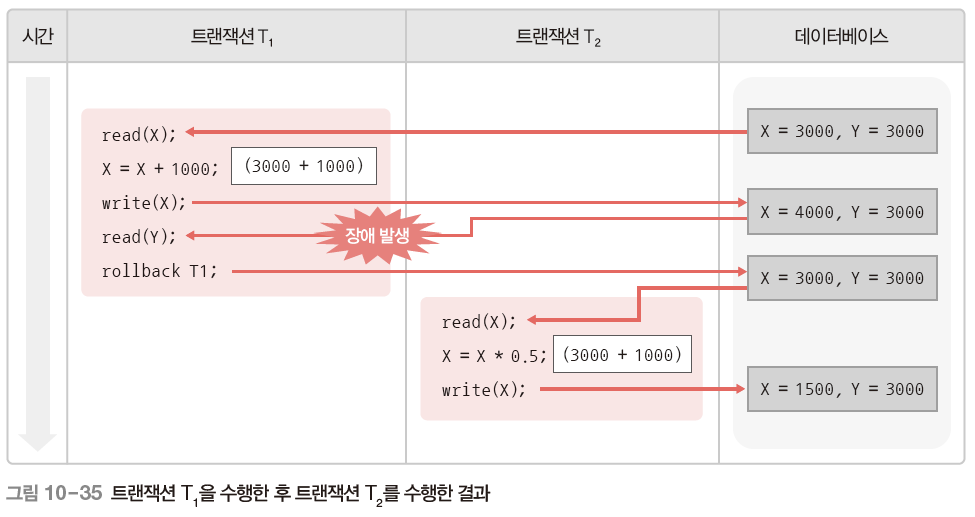 시간 트랜잭션 T1 트랜잭션 T2 데이터베이스
read(X);
X = 3000, Y = 3000
X = X + 1000; (3000 + 1000)
write(X);
X = 4000, Y = 3000
read(Y);
장애 발생
rollback T1;
X = 3000, Y = 3000
read(X);
X = X * 0.5; (3000 + 1000)
write(X);
X = 1500, Y = 3000
그림 10-35 트랜잭션 T1을 수행한 후 트랜잭션 T2를 수행한 결과